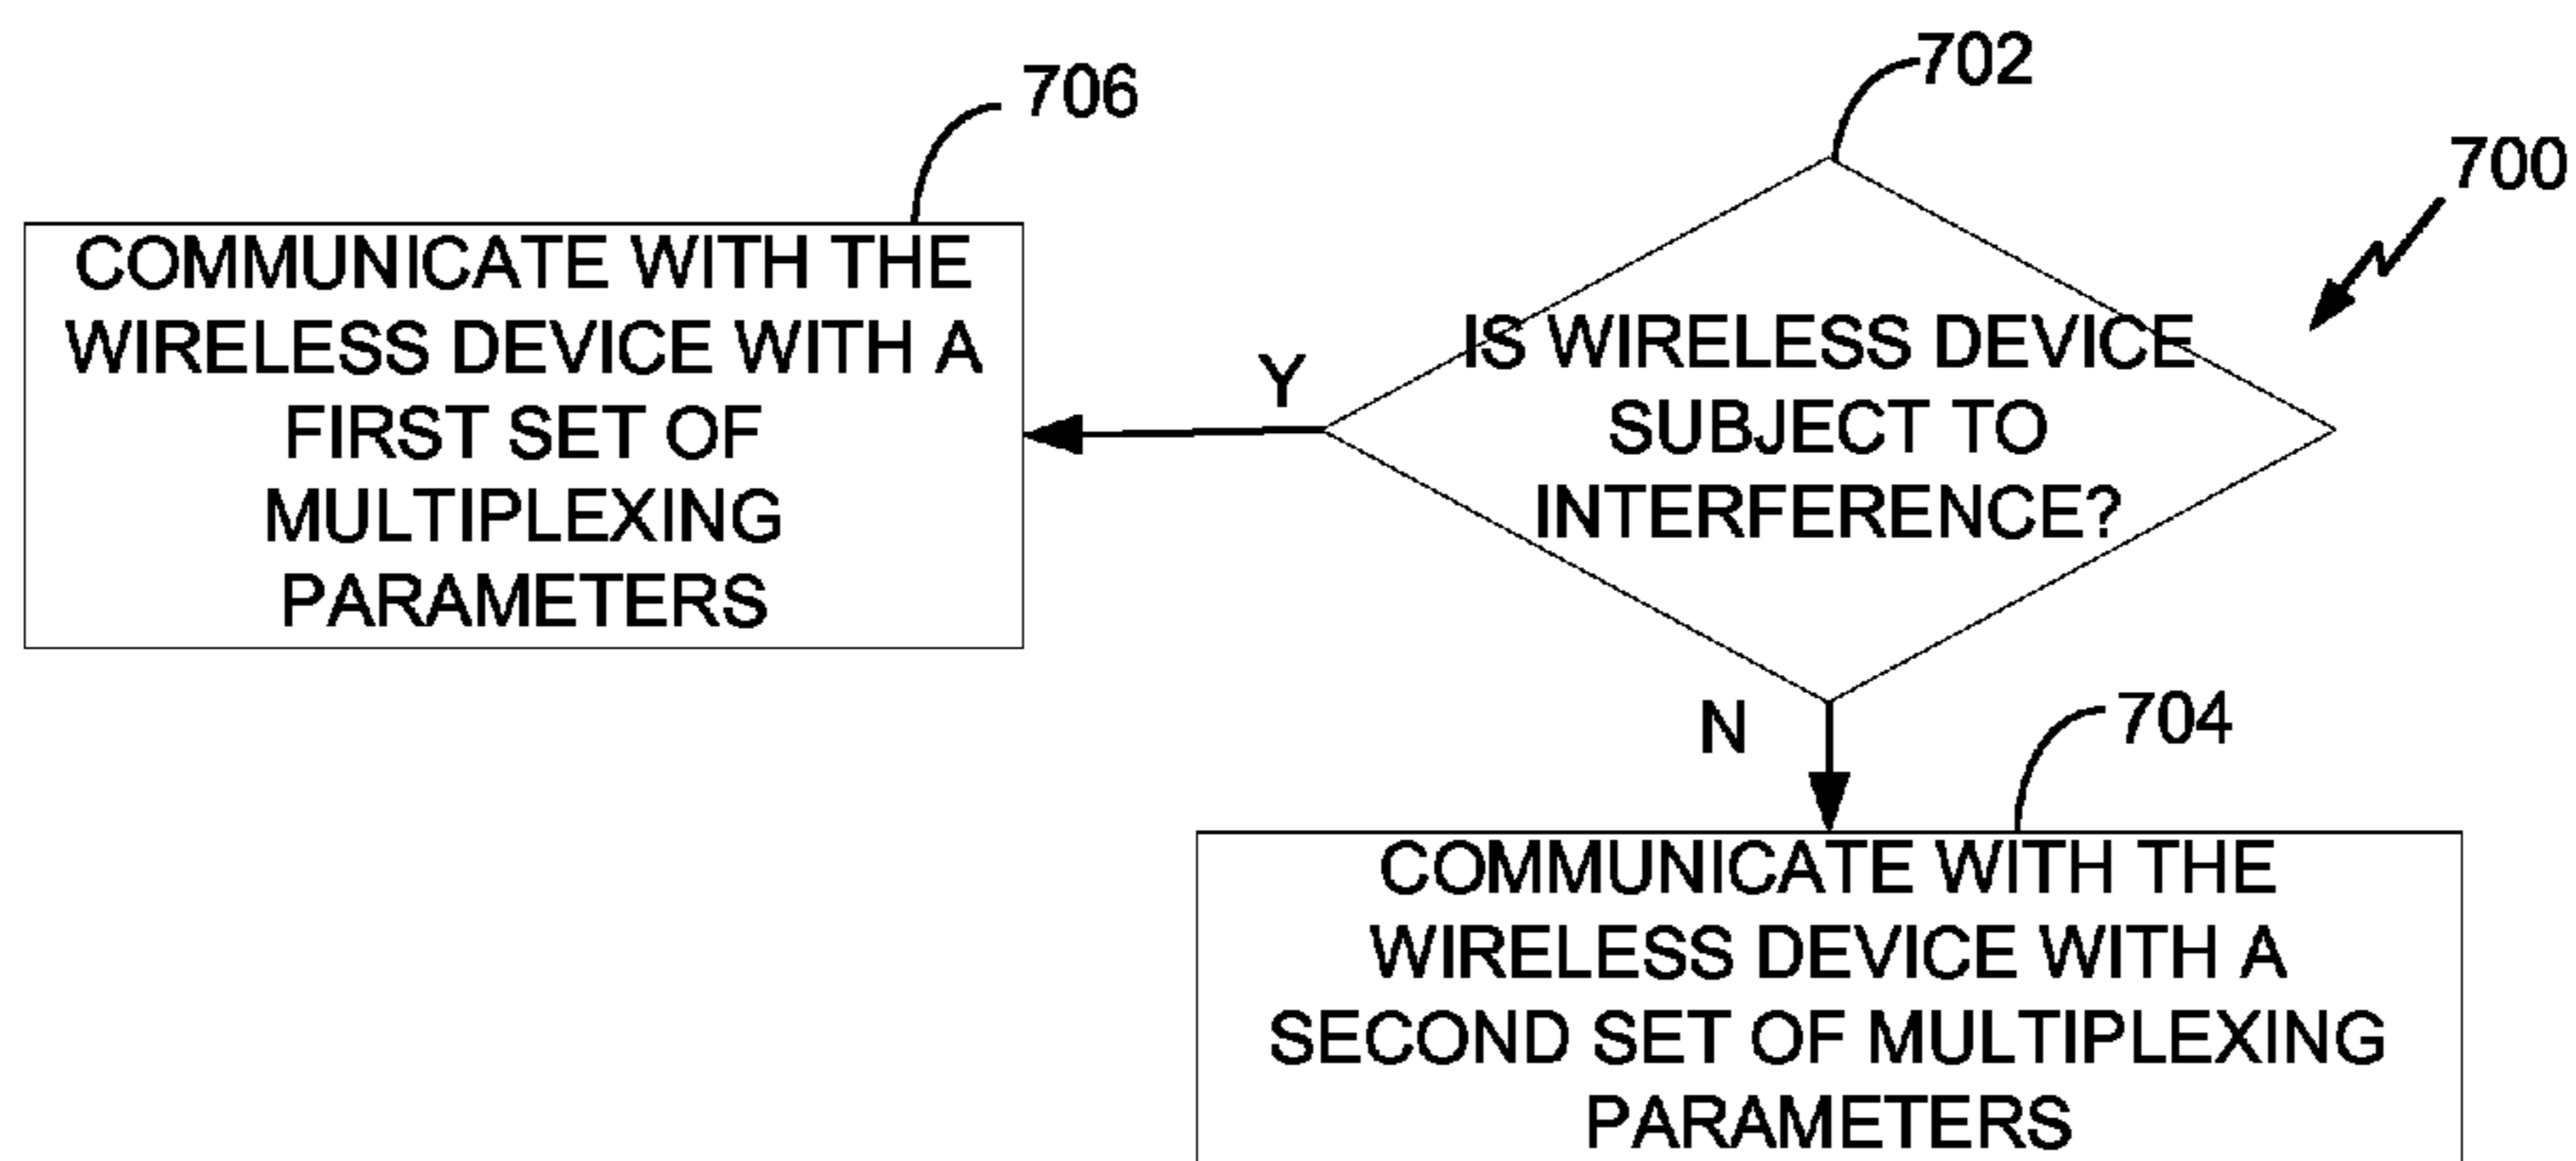 702
706
700
COMMUNICATE WITH THE
WIRELESS DEVICE WITH A
FIRST SET OF
MULTIPLEXING
PARAMETERS
Y
IS WIRELESS DEVICE
SUBJECT TO
INTERFERENCE?
N
704
COMMUNICATE WITH THE
WIRELESS DEVICE WITH A
SECOND SET OF MULTIPLEXING
PARAMETERS